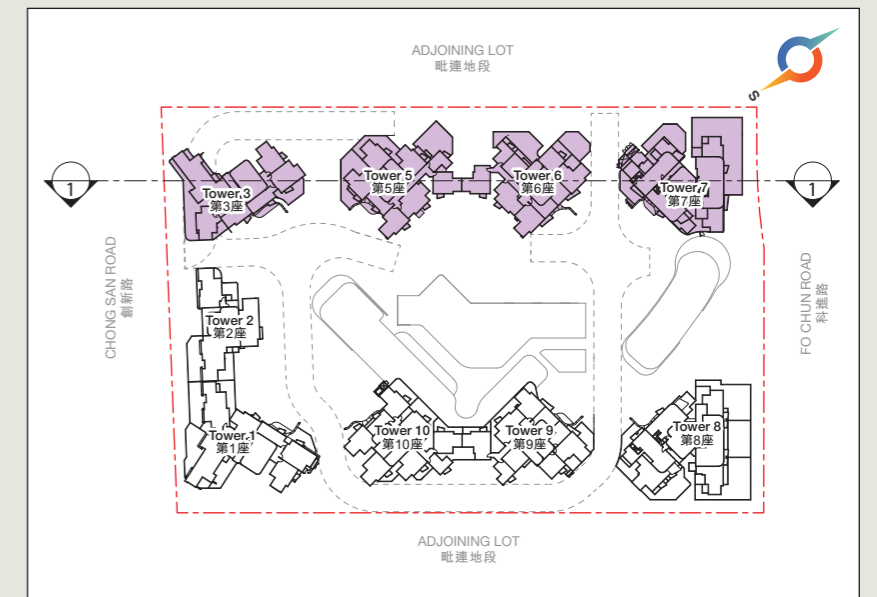 ADJOINING LOT
毗連地段
S
1
1
Tower 3
第3座
Tower 5
第5座
Tower 6
第6座
Tower 7
第7座
CHONG SAN ROAD
創新路
FO CHUN ROAD
科進路
Tower 2
第2座
Tower 1
第1座
Tower 10
第10座
Tower 9
第9座
Tower 8
第8座
ADJOINING LOT
毗連地段